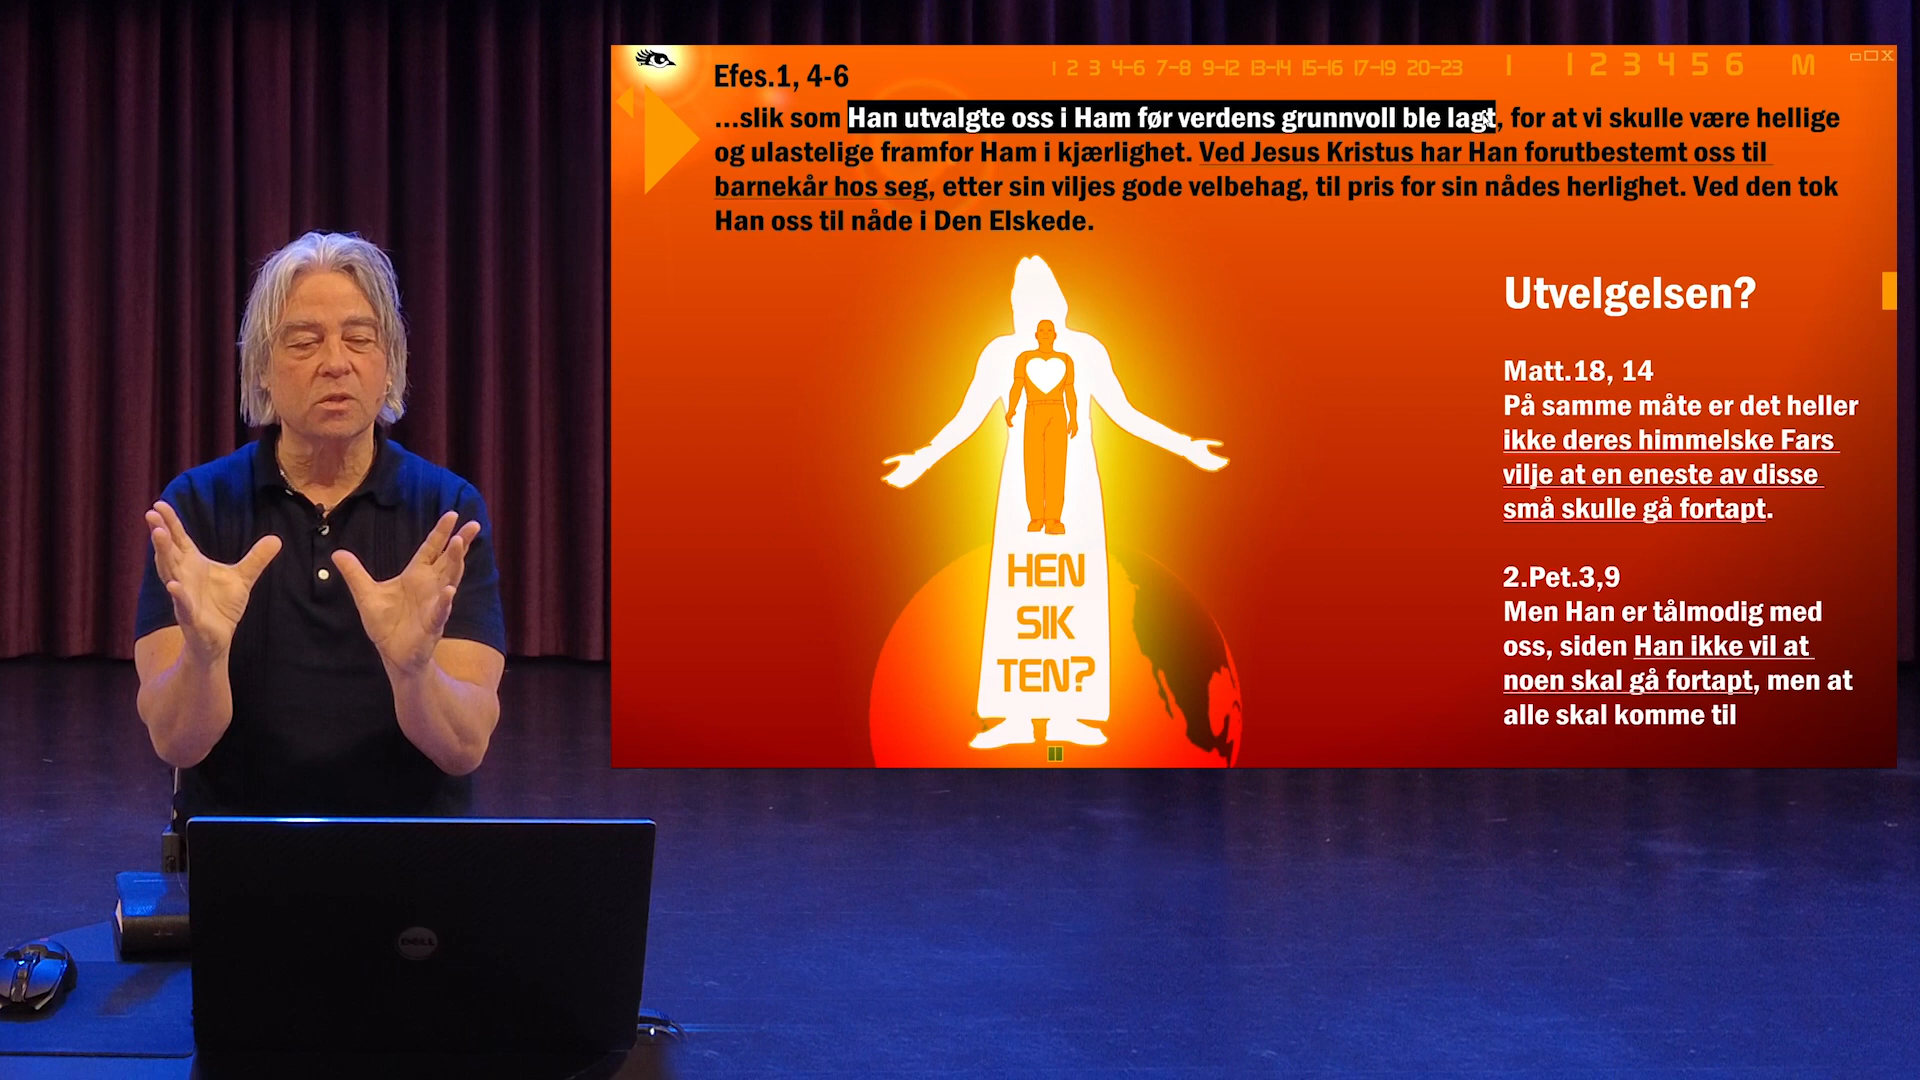 Efes.1, 4-6
1 2 3 4-6 7-8 9-12 13-14 15-16 17-19 20-23 1 1 2 3 4 5 6 M
...slik som Han utvalgte oss i Ham før verdens grunnvoll ble lagt, for at vi skulle være hellige
og ulastelige framfor Ham i kjærlighet. Ved Jesus Kristus har Han forutbestemt oss til
barnekår hos seg, etter sin viljes gode velbehag, til pris for sin nådes herlighet. Ved den tok
Han oss til nåde i Den Elskede.
HEN
SIK
TEN?
Utvelgelsen?
Matt.18, 14
På samme måte er det heller
ikke deres himmelske Fars
vilje at en eneste av disse
små skulle gå fortapt.
2.Pet.3,9
Men Han er tålmodig med
oss, siden Han ikke vil at
noen skal gå fortapt, men at
alle skal komme til
DELL